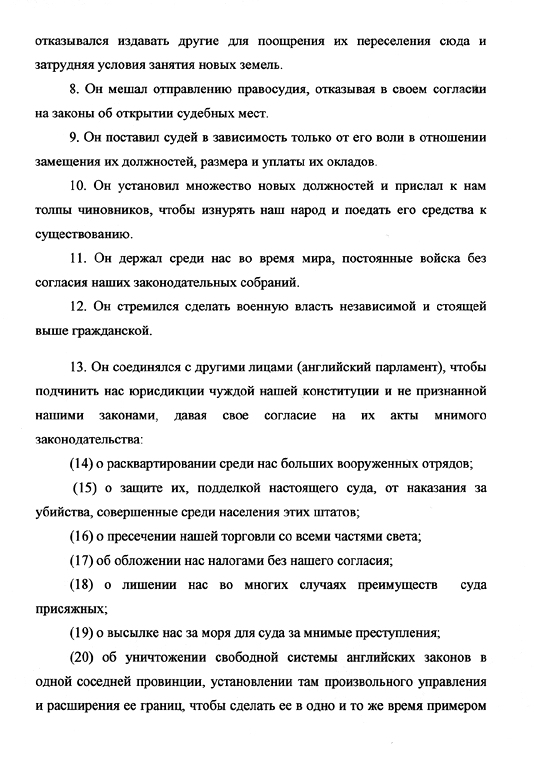 отказывался издавать другие для поощрения их переселения сюда и
затрудняя условия занятия новых земель.
8. Он мешал отправлению правосудия, отказывая в своем согласии
на законы об открытии судебных мест.
9. Он поставил судей в зависимость только от его воли в отношении
замещения их должностей, размера и уплаты их окладов.
10. Он установил множество новых должностей и прислал к нам
толпы чиновников, чтобы изнурять наш народ и поедать его средства к
существованию.
11. Он держал среди нас во время мира, постоянные войска без
согласия наших законодательных собраний.
12. Он стремился сделать военную власть независимой и стоящей
выше гражданской.
13. Он соединялся с другими лицами (английский парламент), чтобы
подчинить нас юрисдикции чуждой нашей конституции и не признанной
нашими законами, давая свое согласие на их акты мнимого
законодательства:
(14) о расквартировании среди нас больших вооруженных отрядов;
(15) о защите их, подделкой настоящего суда, от наказания за
убийства, совершенные среди населения этих штатов;
(16) о пресечении нашей торговли со всеми частями света;
(17) об обложении нас налогами без нашего согласия;
(18) о лишении нас во многих случаях преимуществ суда
присяжных;
(19) о высылке нас за моря для суда за мнимые преступления;
(20) об уничтожении свободной системы английских законов в
одной соседней провинции, установлении там произвольного управления
и расширения ее границ, чтобы сделать ее в одно и то же время примером